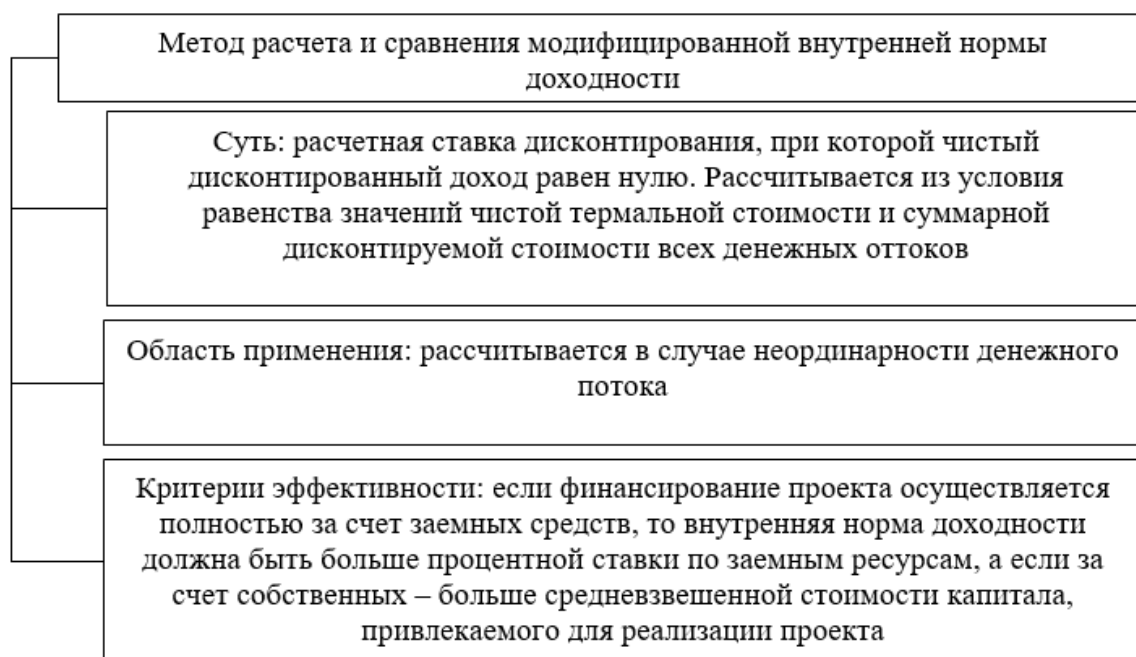 Метод расчета и сравнения модифицированной внутренней нормы
доходности
Суть: расчетная ставка дисконтирования, при которой чистый
дисконтированный доход равен нулю. Рассчитывается из условия
равенства значений чистой термальной стоимости и суммарной
дисконтируемой стоимости всех денежных оттоков
Область применения: рассчитывается в случае неординарности денежного
потока
Критерии эффективности: если финансирование проекта осуществляется
полностью за счет заемных средств, то внутренняя норма доходности
должна быть больше процентной ставки по заемным ресурсам, а если за
счет собственных – больше средневзвешенной стоимости капитала,
привлекаемого для реализации проекта